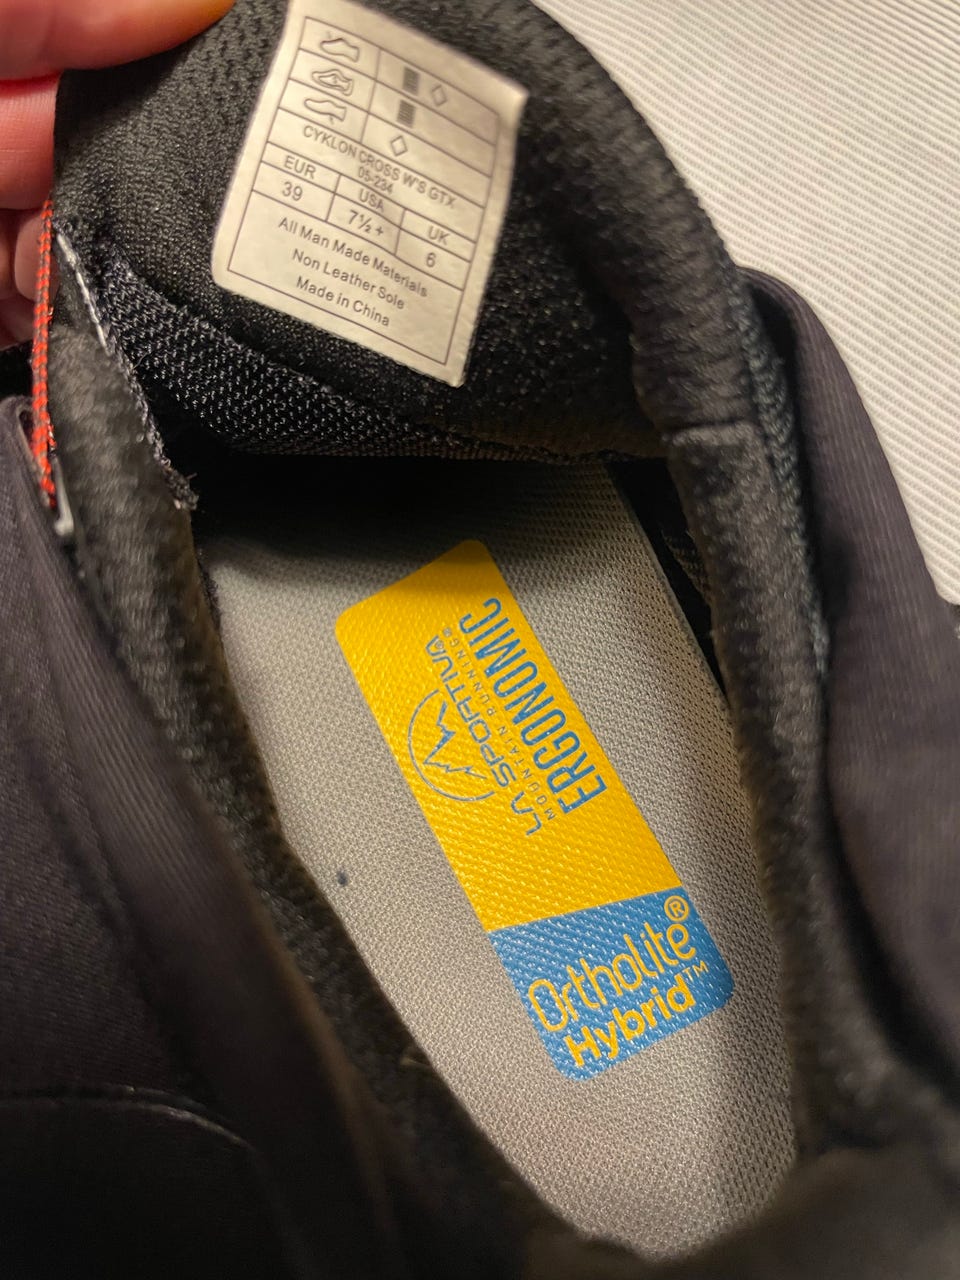 CYKLON CROSS W'S GTX
05-234
EUR USA UK
39 7½+ 6
All Man Made Materials
Non Leather Sole
Made in China
LA SPORTIVA®
MOUNTAIN RUNNING®
ERGONOMIC
Ortholite®
Hybrid™